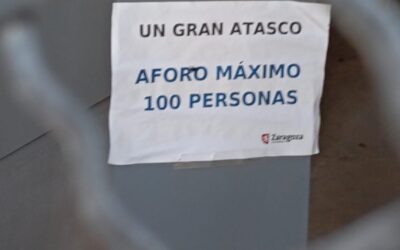 UN GRAN ATASCO
AFORO MÁXIMO
100 PERSONAS
Zaragoza